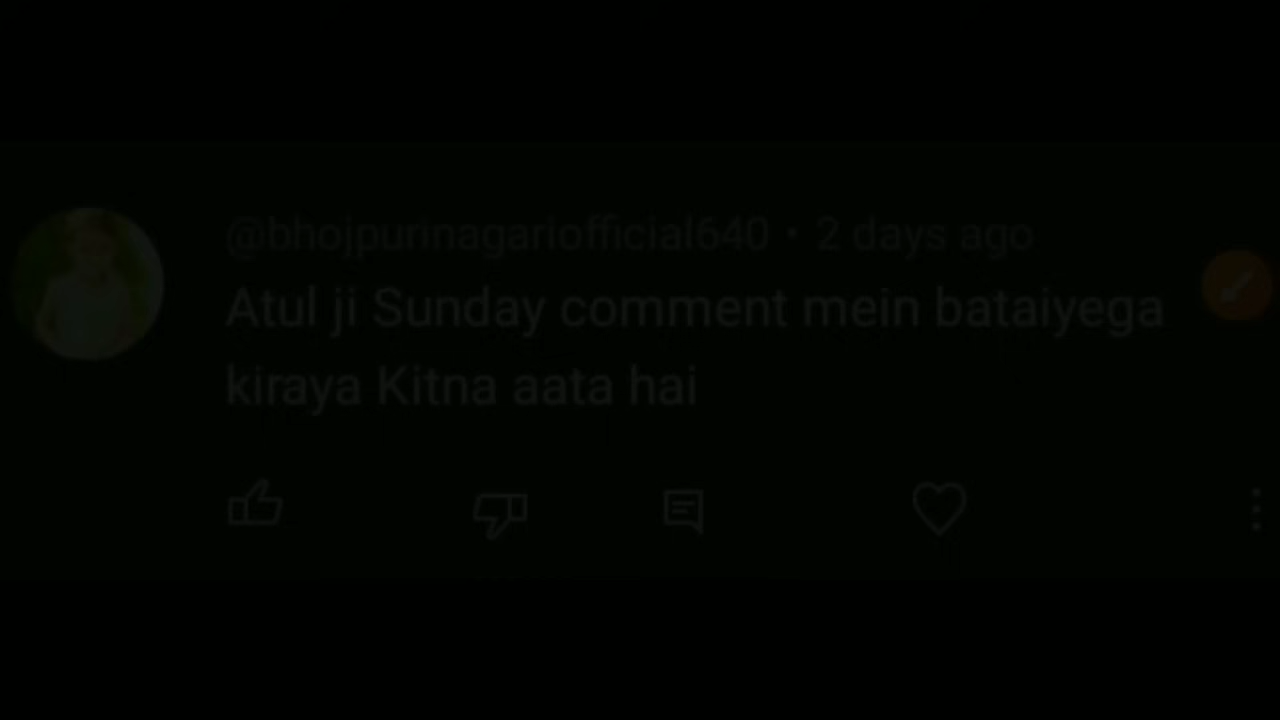 @bhojpurinagariofficial640 • 2 days ago
Atul ji Sunday comment mein bataiyega
kiraya Kitna aata hai